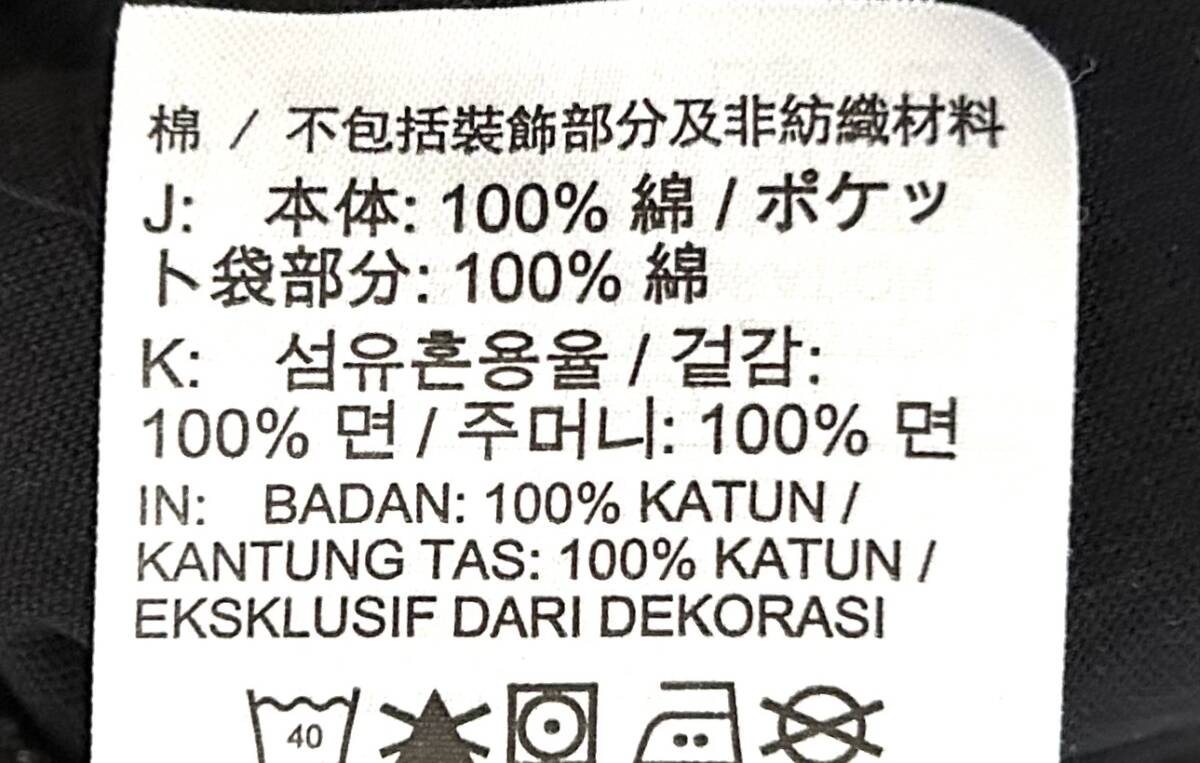 棉 / 不包括裝飾部分及非紡織材料
J: 本体: 100% 綿 / ポケッ
ト袋部分: 100% 綿
K: 섬유혼용율 / 겉감:
100% 면 / 주머니: 100% 면
IN: BADAN: 100% KATUN /
KANTUNG TAS: 100% KATUN /
EKSKLUSIF DARI DEKORASI
40